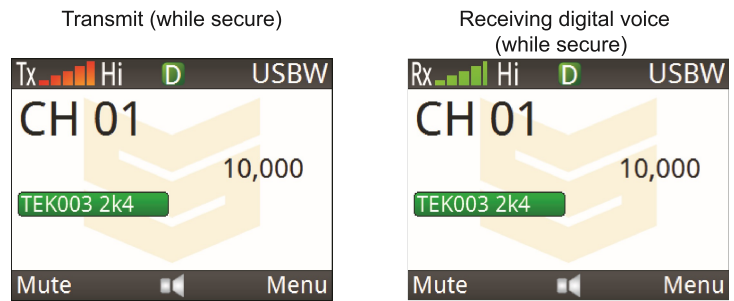 Transmit (while secure)
Tx Hi D USBW
CH 01
10,000
TEK003 2k4
Mute Menu
Receiving digital voice
(while secure)
Rx Hi D USBW
CH 01
10,000
TEK003 2k4
Mute Menu